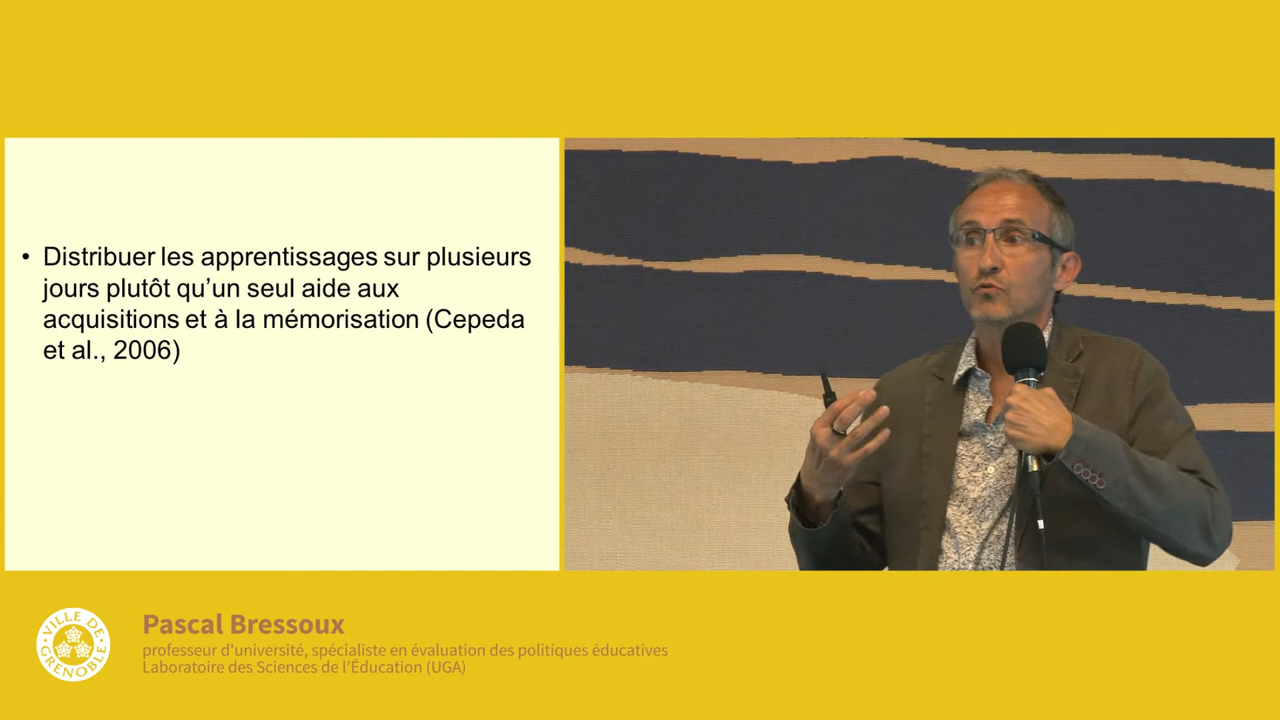 • Distribuer les apprentissages sur plusieurs
jours plutôt qu’un seul aide aux
acquisitions et à la mémorisation (Cepeda
et al., 2006)
VILLE DE GRENOBLE
Pascal Bressoux
professeur d'université, spécialiste en évaluation des politiques éducatives
Laboratoire des Sciences de l’Éducation (UGA)